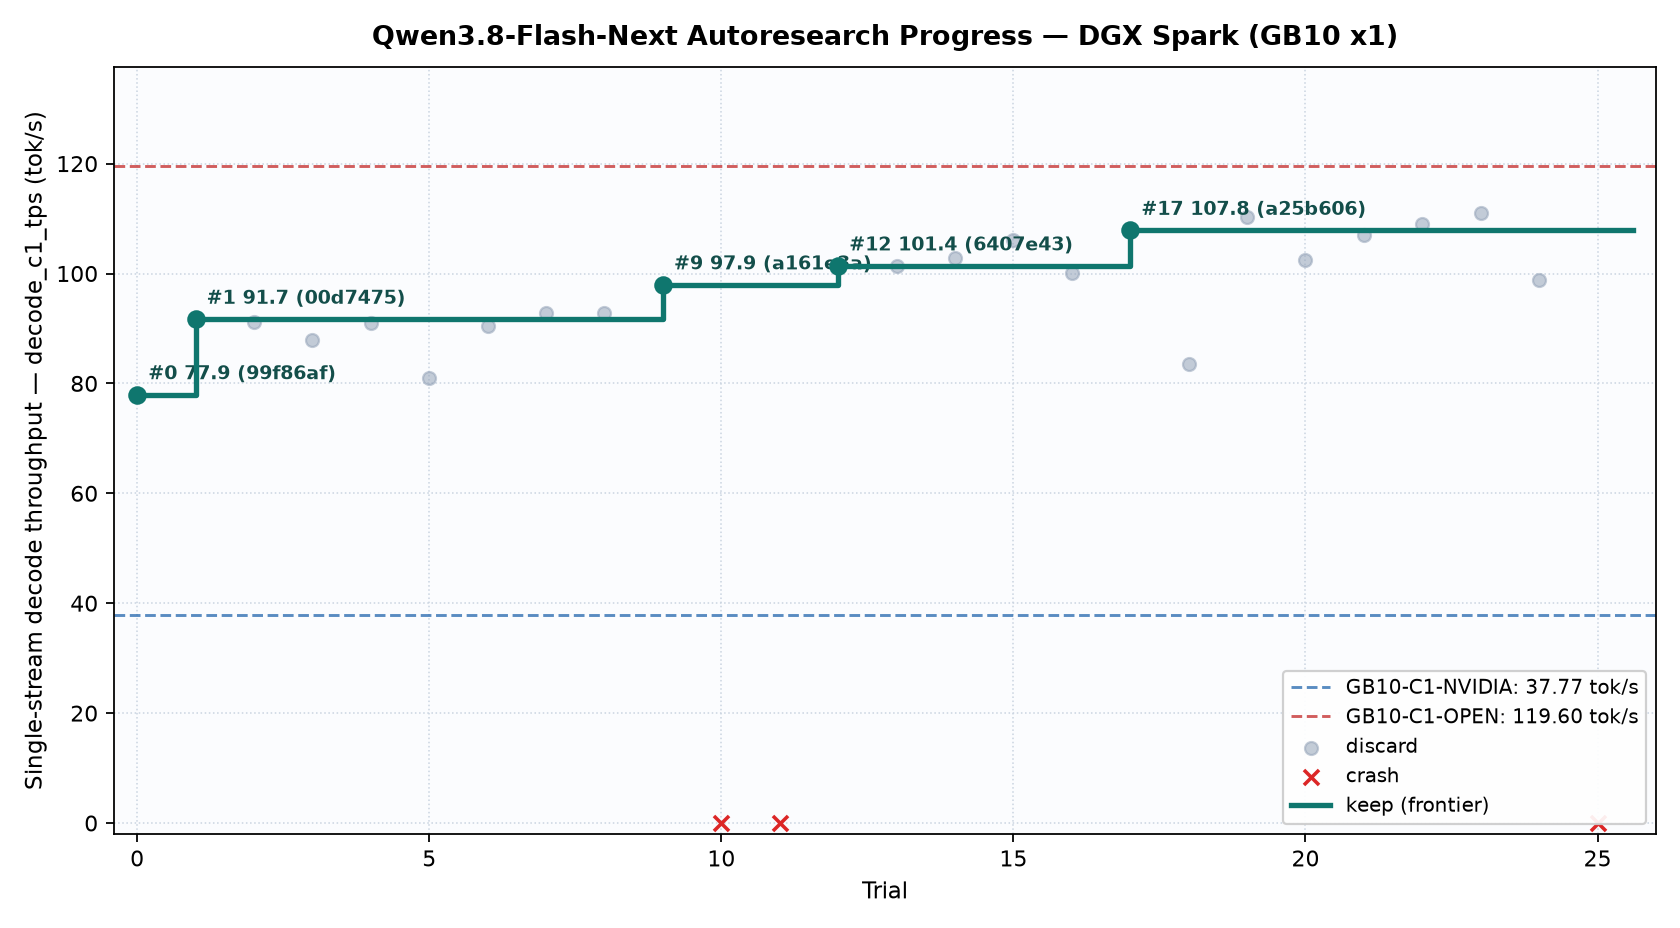 Qwen3.8-Flash-Next Autoresearch Progress — DGX Spark (GB10 x1)
Single-stream decode throughput — decode_c1_tps (tok/s)
120
100
80
60
40
20
0
#0 77.9 (99f86af)
#1 91.7 (00d7475)
#9 97.9
#12 101.4 (6407e43)
#17 107.8 (a25b606)
GB10-C1-NVIDIA: 37.77 tok/s
GB10-C1-OPEN: 119.60 tok/s
discard
crash
keep (frontier)
0
5
10
15
20
25
Trial